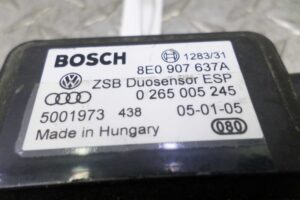 BOSCH 1283/31
8E0 907 637A
ZSB Duosensor ESP
0 265 005 245
5001973 438 05-01-05
Made in Hungary 080